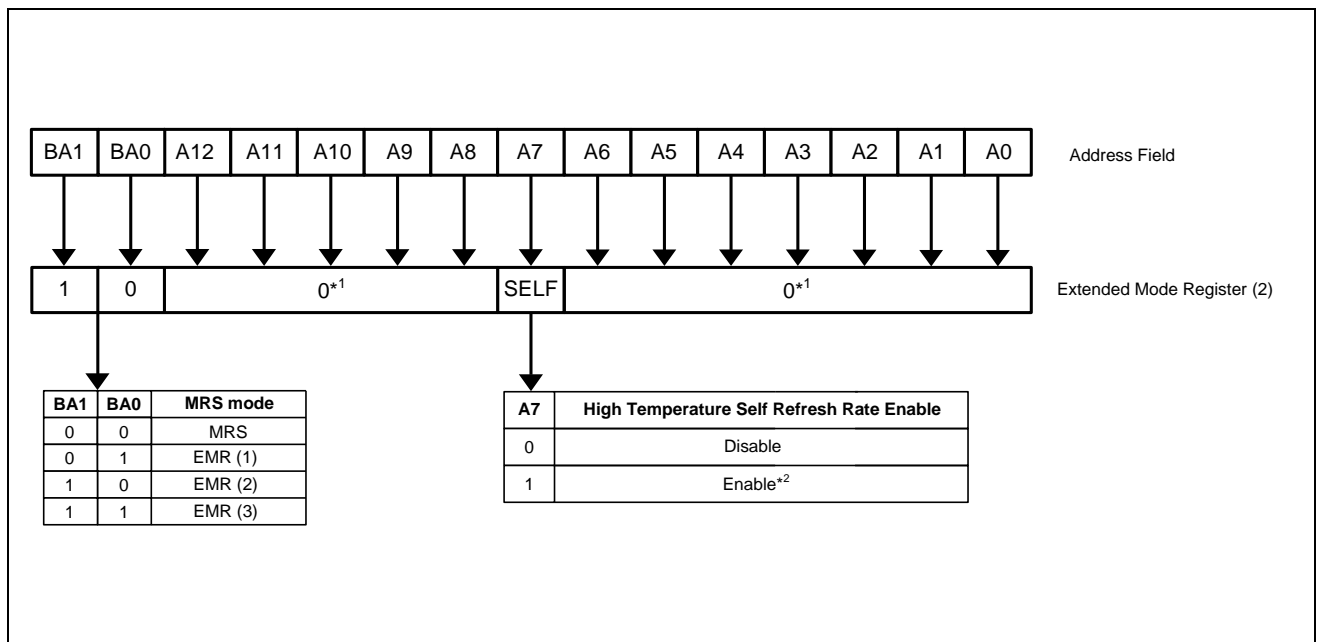 BA1 BA0 A12 A11 A10 A9 A8 A7 A6 A5 A4 A3 A2 A1 A0 Address Field
1 0 0*1 SELF 0*1 Extended Mode Register (2)
BA1 BA0 MRS mode
0 0 MRS
0 1 EMR (1)
1 0 EMR (2)
1 1 EMR (3)
A7 High Temperature Self Refresh Rate Enable
0 Disable
1 Enable*2